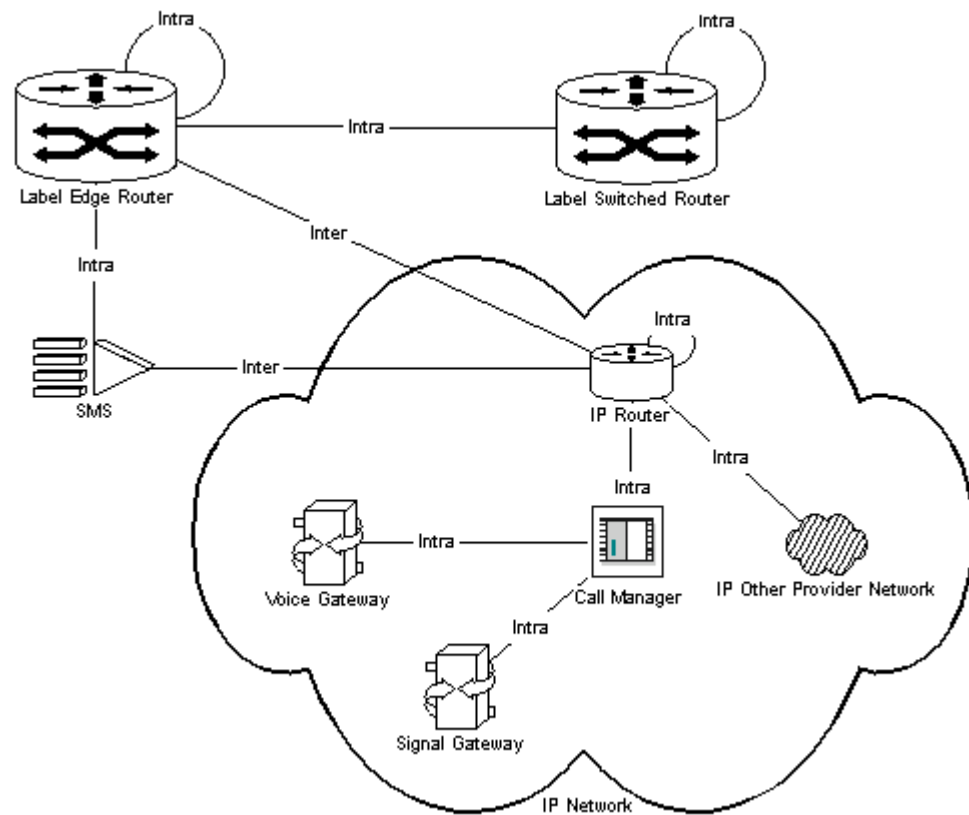 Intra
Intra
Intra
Label Edge Router
Label Switched Router
Inter
Intra
Intra
Inter
SMS
IP Router
Intra
Intra
Intra
Voice Gateway
Call Manager
IP Other Provider Network
Intra
Signal Gateway
IP Network